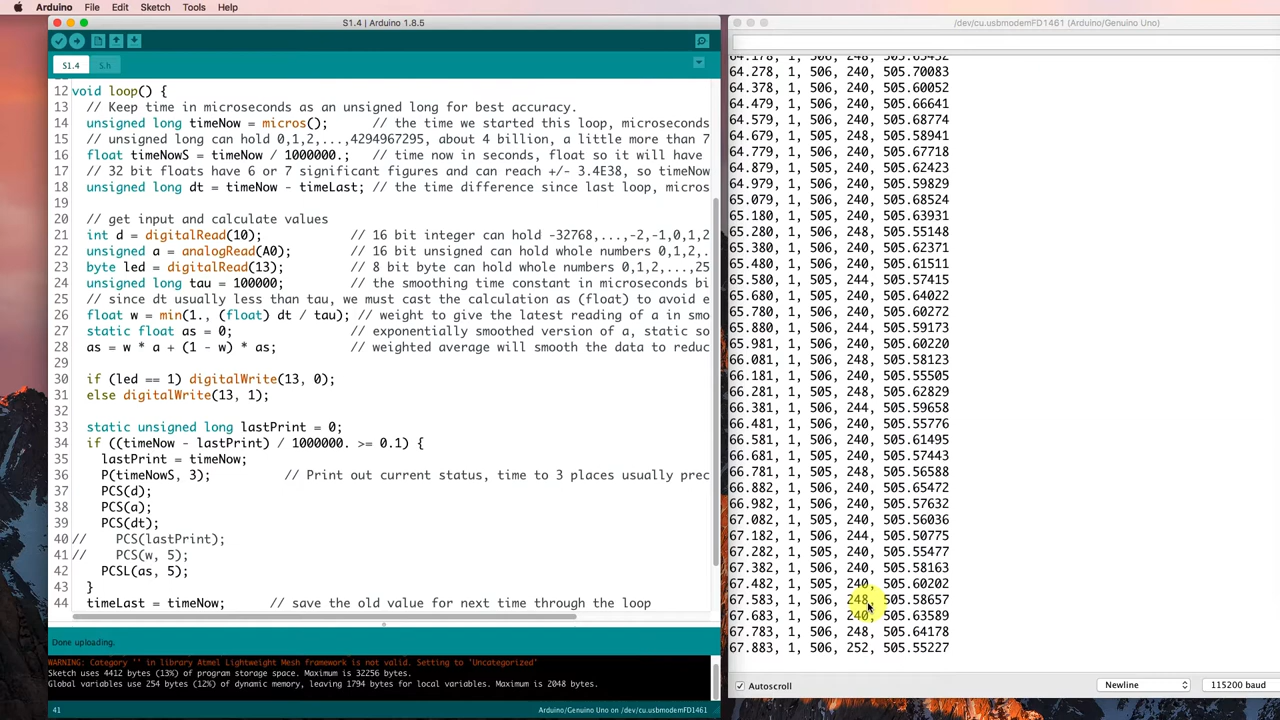 Arduino File Edit Sketch Tools Help
S1.4 | Arduino 1.8.5
S1.4 S.h
12 void loop() {
13 // Keep time in microseconds as an unsigned long for best accuracy.
14 unsigned long timeNow = micros(); // the time we started this loop, microseconds
15 // unsigned long can hold 0,1,2,...,4294967295, about 4 billion, a little more than 7
16 float timeNowS = timeNow / 1000000.; // time now in seconds, float so it will have
17 // 32 bit floats have 6 or 7 significant figures and can reach +/- 3.4E38, so timeNow
18 unsigned long dt = timeNow - timeLast; // the time difference since last loop, micros
19
20 // get input and calculate values
21 int d = digitalRead(10); // 16 bit integer can hold -32768,...,-2,-1,0,1,2
22 unsigned a = analogRead(A0); // 16 bit unsigned can hold whole numbers 0,1,2,.
23 byte led = digitalRead(13); // 8 bit byte can hold whole numbers 0,1,2,...,25
24 unsigned long tau = 100000; // the smoothing time constant in microseconds bi
25 // since dt usually less than tau, we must cast the calculation as (float) to avoid e
26 float w = min(1., (float) dt / tau); // weight to give the latest reading of a in smo
27 static float as = 0; // exponentially smoothed version of a, static so
28 as = w * a + (1 - w) * as; // weighted average will smooth the data to reduc
29
30 if (led == 1) digitalWrite(13, 0);
31 else digitalWrite(13, 1);
32
33 static unsigned long lastPrint = 0;
34 if ((timeNow - lastPrint) / 1000000. >= 0.1) {
35 lastPrint = timeNow;
36 P(timeNowS, 3); // Print out current status, time to 3 places usually prec
37 PCS(d);
38 PCS(a);
39 PCS(dt);
40 // PCS(lastPrint);
41 // PCS(w, 5);
42 PCSL(as, 5);
43 }
44 timeLast = timeNow; // save the old value for next time through the loop
Done uploading.
WARNING: Category '' in library Atmel Lightweight Mesh framework is not valid. Setting to 'Uncategorized'
Sketch uses 4412 bytes (13%) of program storage space. Maximum is 32256 bytes.
Global variables use 254 bytes (12%) of dynamic memory, leaving 1794 bytes for local variables. Maximum is 2048 bytes.
41 Arduino/Genuino Uno on /dev/cu.usbmodemFD1461
/dev/cu.usbmodemFD1461 (Arduino/Genuino Uno)
64.178, 1, 506, 248, 505.65452
64.278, 1, 506, 240, 505.70083
64.378, 1, 506, 240, 505.60052
64.479, 1, 506, 240, 505.66641
64.579, 1, 506, 240, 505.68774
64.679, 1, 506, 248, 505.58941
64.779, 1, 506, 240, 505.67718
64.879, 1, 506, 240, 505.62423
64.979, 1, 506, 240, 505.59829
65.079, 1, 506, 240, 505.68524
65.180, 1, 506, 240, 505.63931
65.280, 1, 506, 248, 505.55148
65.380, 1, 506, 240, 505.62371
65.480, 1, 506, 240, 505.61511
65.580, 1, 506, 244, 505.57415
65.680, 1, 506, 240, 505.64022
65.780, 1, 506, 240, 505.60272
65.880, 1, 506, 244, 505.59173
65.981, 1, 506, 240, 505.60220
66.081, 1, 506, 248, 505.58123
66.181, 1, 506, 240, 505.55505
66.281, 1, 506, 248, 505.62829
66.381, 1, 506, 244, 505.59658
66.481, 1, 506, 240, 505.55776
66.581, 1, 506, 240, 505.61495
66.681, 1, 506, 240, 505.57443
66.781, 1, 506, 248, 505.56588
66.882, 1, 506, 240, 505.65472
66.982, 1, 506, 240, 505.57632
67.082, 1, 505, 240, 505.56036
67.182, 1, 506, 244, 505.50775
67.282, 1, 505, 240, 505.55477
67.382, 1, 505, 240, 505.58163
67.482, 1, 505, 240, 505.60202
67.583, 1, 506, 248, 505.58657
67.683, 1, 506, 240, 505.63589
67.783, 1, 506, 248, 505.64178
67.883, 1, 506, 252, 505.55227
Autoscroll Newline 115200 baud